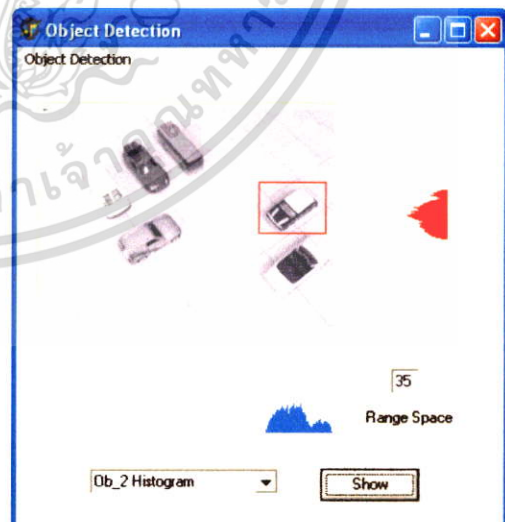 Object Detection
Object Detection
35
Range Space
Ob_2 Histogram
Show